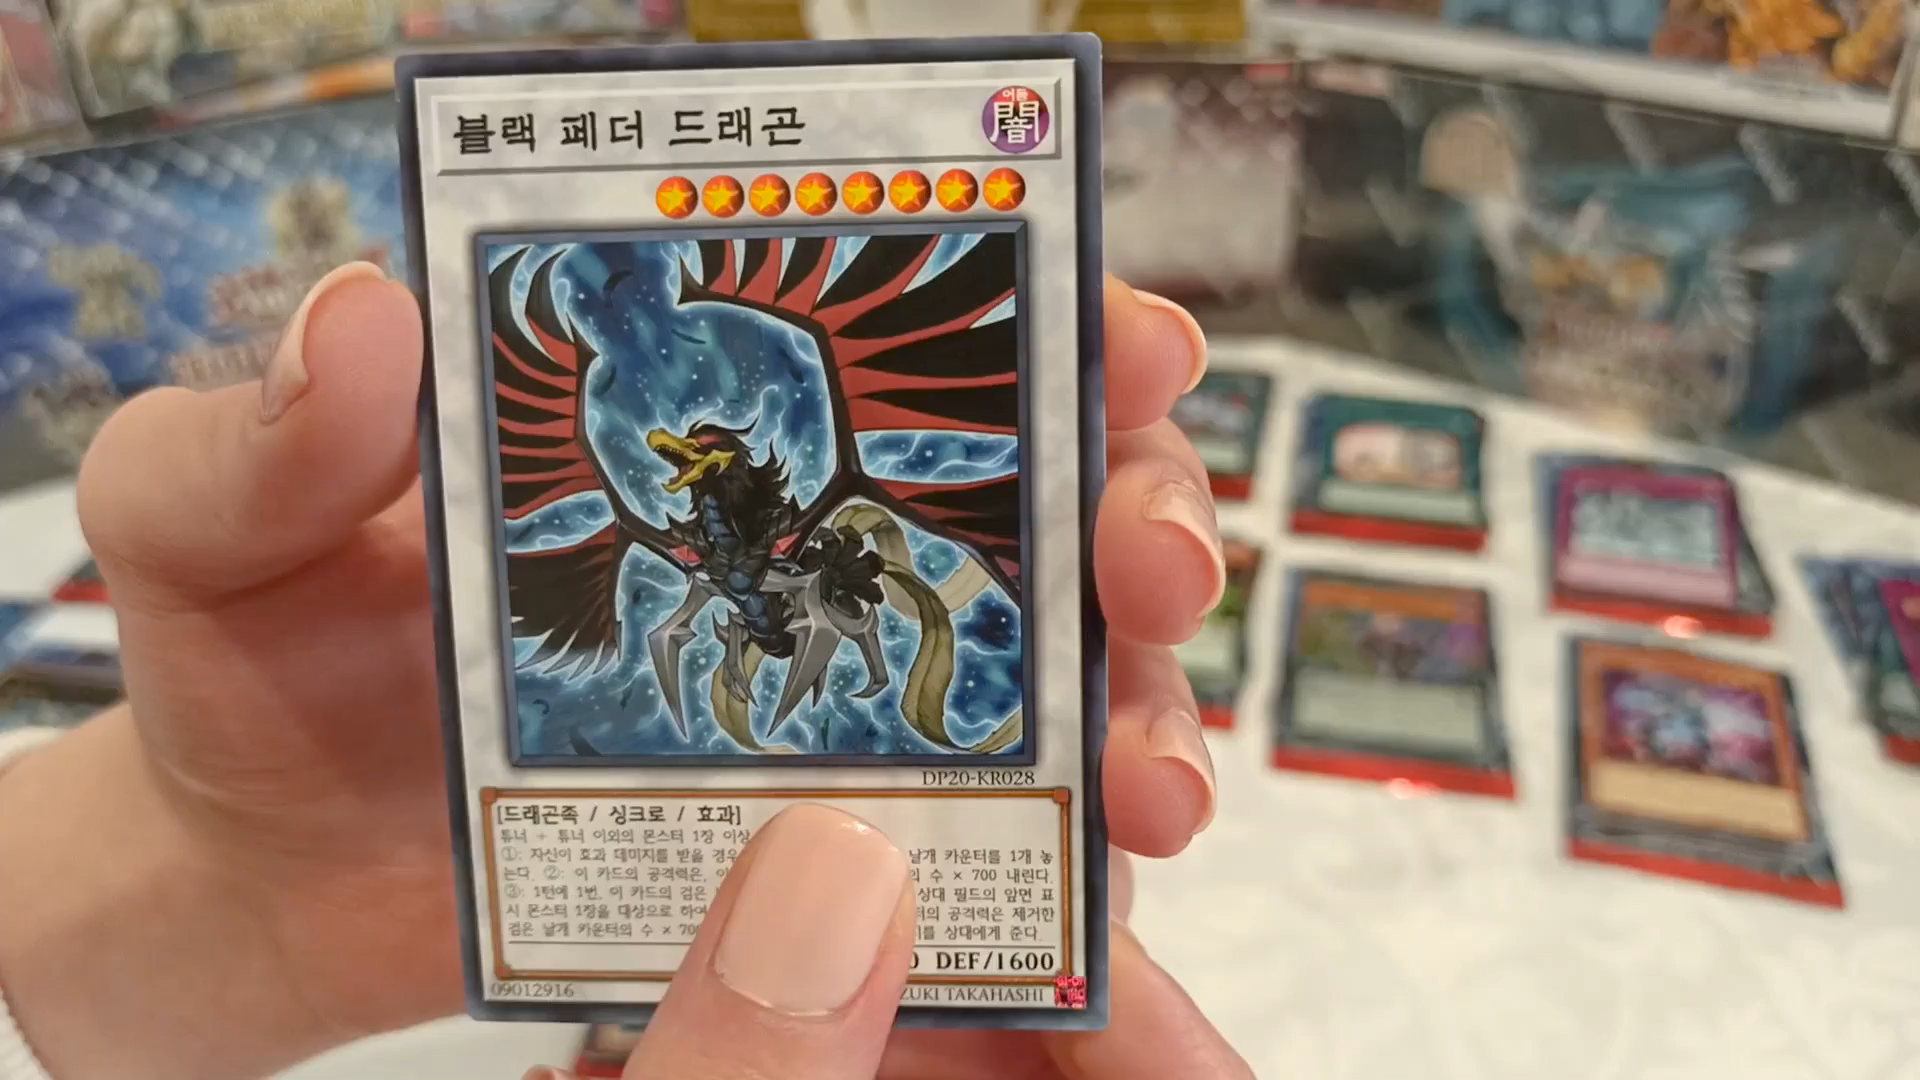 블랙 페더 드래곤
어둠
闇
DP20-KR028
[드래곤족 / 싱크로 / 효과]
튜너 + 튜너 이외의 몬스터 1장 이상
①: 자신이 효과 데미지를 받을 경우 날개 카운터를 1개 놓
는다. ②: 이 카드의 공격력은, 수 × 700 내린다.
③: 1턴에 1번, 이 카드의 검은 상대 필드의 앞면 표
시 몬스터 1장을 대상으로 하여 공격력은 제거한
검은 날개 카운터의 수 × 700 상대에게 준다.
0 DEF/1600
09012916 TAKAHASHI